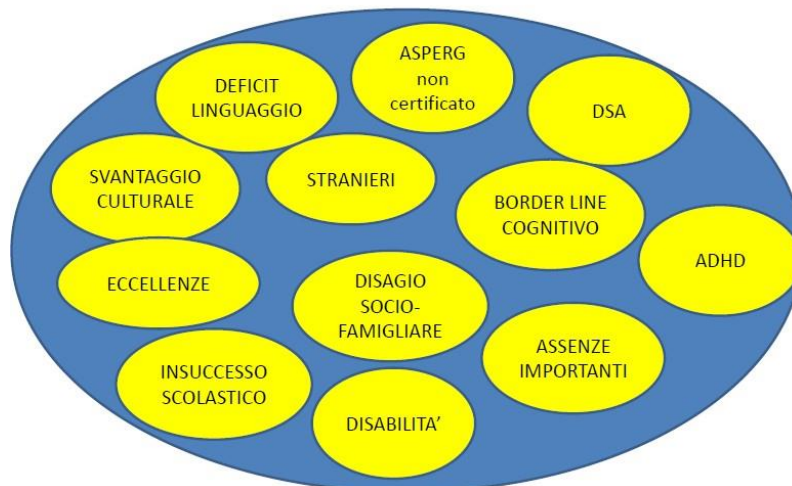 DEFICIT
LINGUAGGIO
ASPERG
non
certificato
DSA
SVANTAGGIO
CULTURALE
STRANIERI
BORDER LINE
COGNITIVO
ADHD
ECCELLENZE
DISAGIO
SOCIO-
FAMIGLIARE
ASSENZE
IMPORTANTI
INSUCCESSO
SCOLASTICO
DISABILITA’